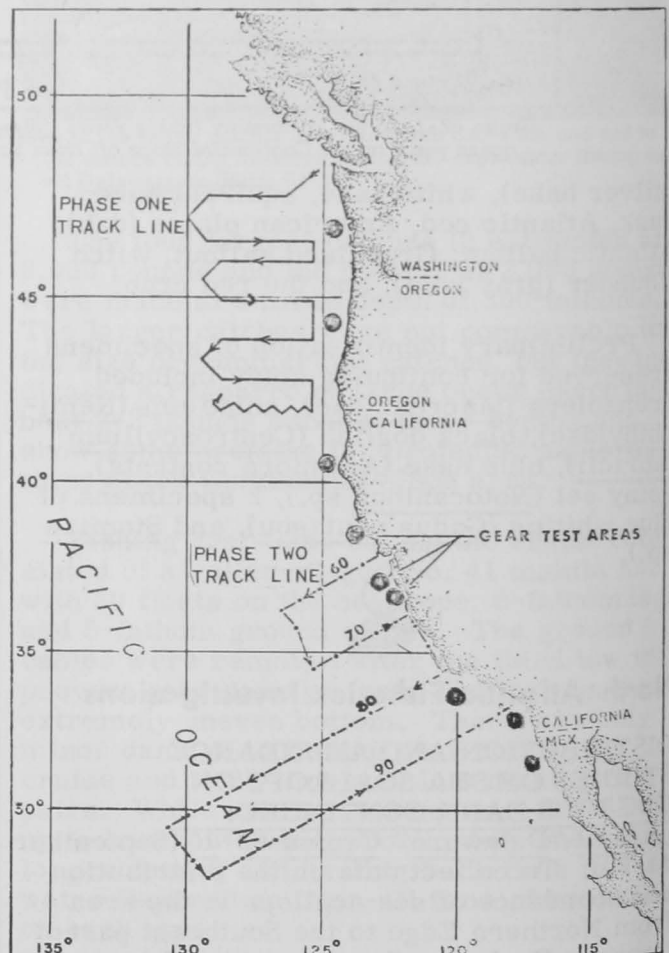 50°
PHASE ONE
TRACK LINE
WASHINGTON
OREGON
45°
OREGON
CALIFORNIA
40°
PACIFIC
OCEAN
GEAR TEST AREAS
PHASE TWO
TRACK LINE
60
70
35°
80
90
CALIFORNIA
MEX.
50°
135°
130°
125°
120°
115°